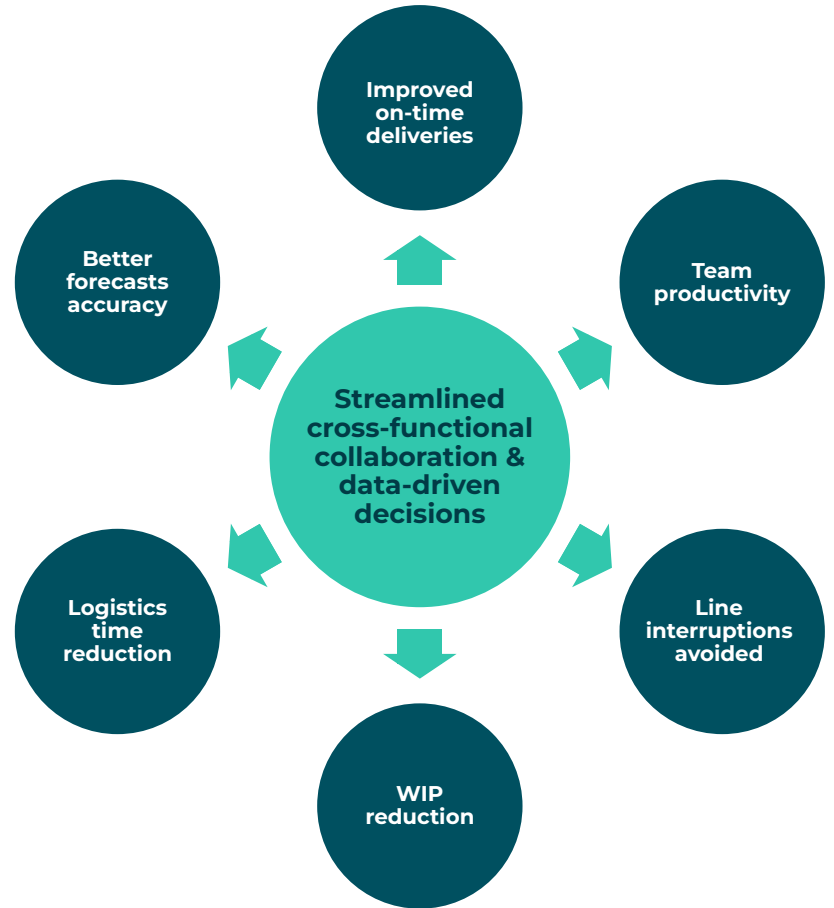 Improved
on-time
deliveries
Better
forecasts
accuracy
Team
productivity
Streamlined
cross-functional
collaboration &
data-driven
decisions
Logistics
time
reduction
Line
interruptions
avoided
WIP
reduction